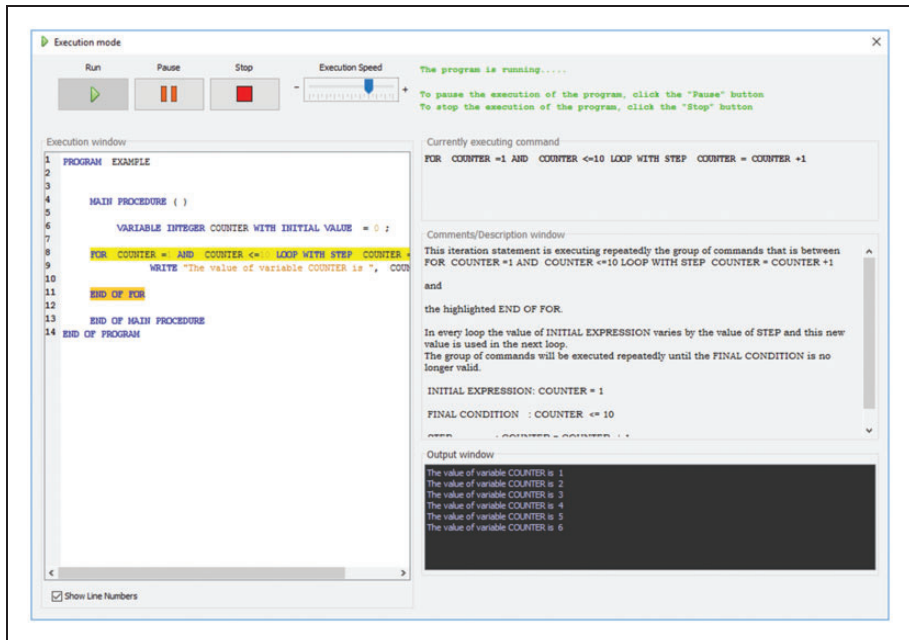 Execution mode
Run Pause Stop Execution Speed
- +
The program is running.....
To pause the execution of the program, click the "Pause" button
To stop the execution of the program, click the "Stop" button
Execution window
1 PROGRAM EXAMPLE
2
3
4 MAIN PROCEDURE ( )
5
6 VARIABLE INTEGER COUNTER WITH INITIAL VALUE = 0 ;
7
8 FOR COUNTER =1 AND COUNTER <=10 LOOP WITH STEP COUNTER =
9 WRITE "The value of variable COUNTER is ", COUN
10
11 END OF FOR
12
13 END OF MAIN PROCEDURE
14 END OF PROGRAM
Show Line Numbers
Currently executing command
FOR COUNTER =1 AND COUNTER <=10 LOOP WITH STEP COUNTER = COUNTER +1
Comments/Description window
This iteration statement is executing repeatedly the group of commands that is between
FOR COUNTER =1 AND COUNTER <=10 LOOP WITH STEP COUNTER = COUNTER +1
and
the highlighted END OF FOR.
In every loop the value of INITIAL EXPRESSION varies by the value of STEP and this new
value is used in the next loop.
The group of commands will be executed repeatedly until the FINAL CONDITION is no
longer valid.
INITIAL EXPRESSION: COUNTER = 1
FINAL CONDITION : COUNTER <= 10
STEP : COUNTER = COUNTER + 1
Output window
The value of variable COUNTER is 1
The value of variable COUNTER is 2
The value of variable COUNTER is 3
The value of variable COUNTER is 4
The value of variable COUNTER is 5
The value of variable COUNTER is 6